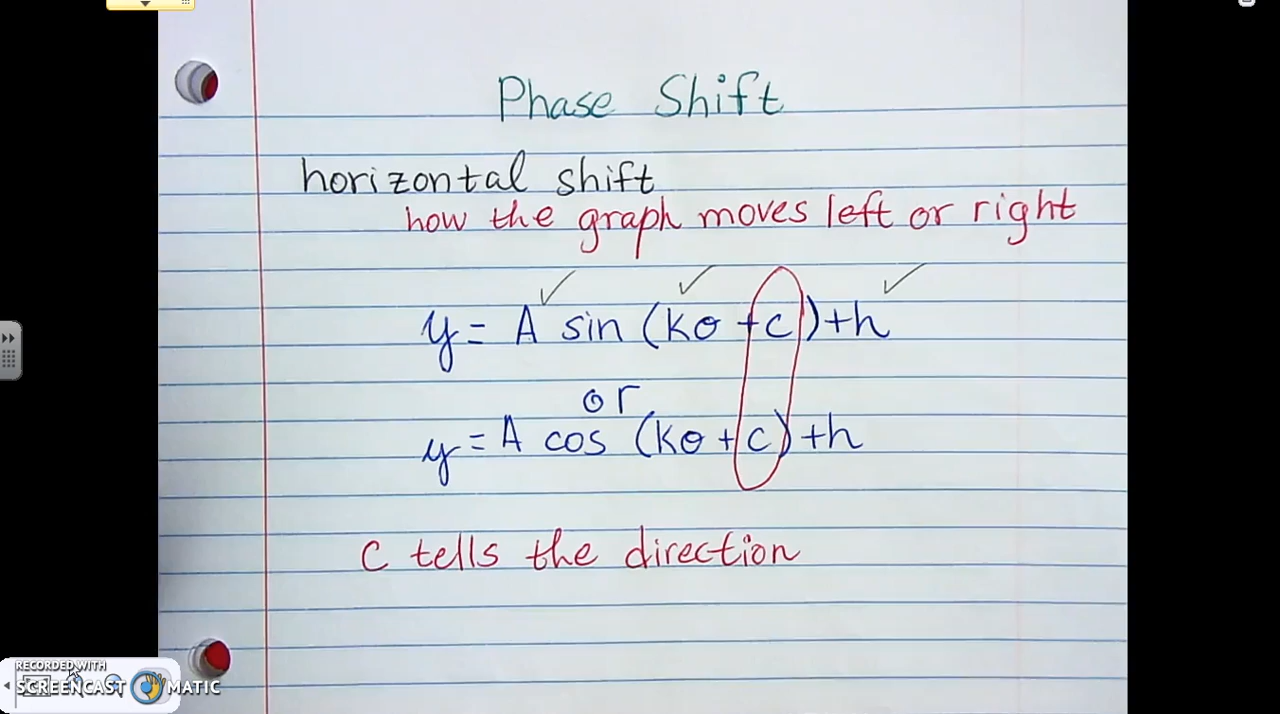 Phase Shift
horizontal shift
how the graph moves left or right
y = A sin (kθ + c) + h
or
y = A cos (kθ + c) + h
C tells the direction
RECORDED WITH
SCREENCAST MATIC